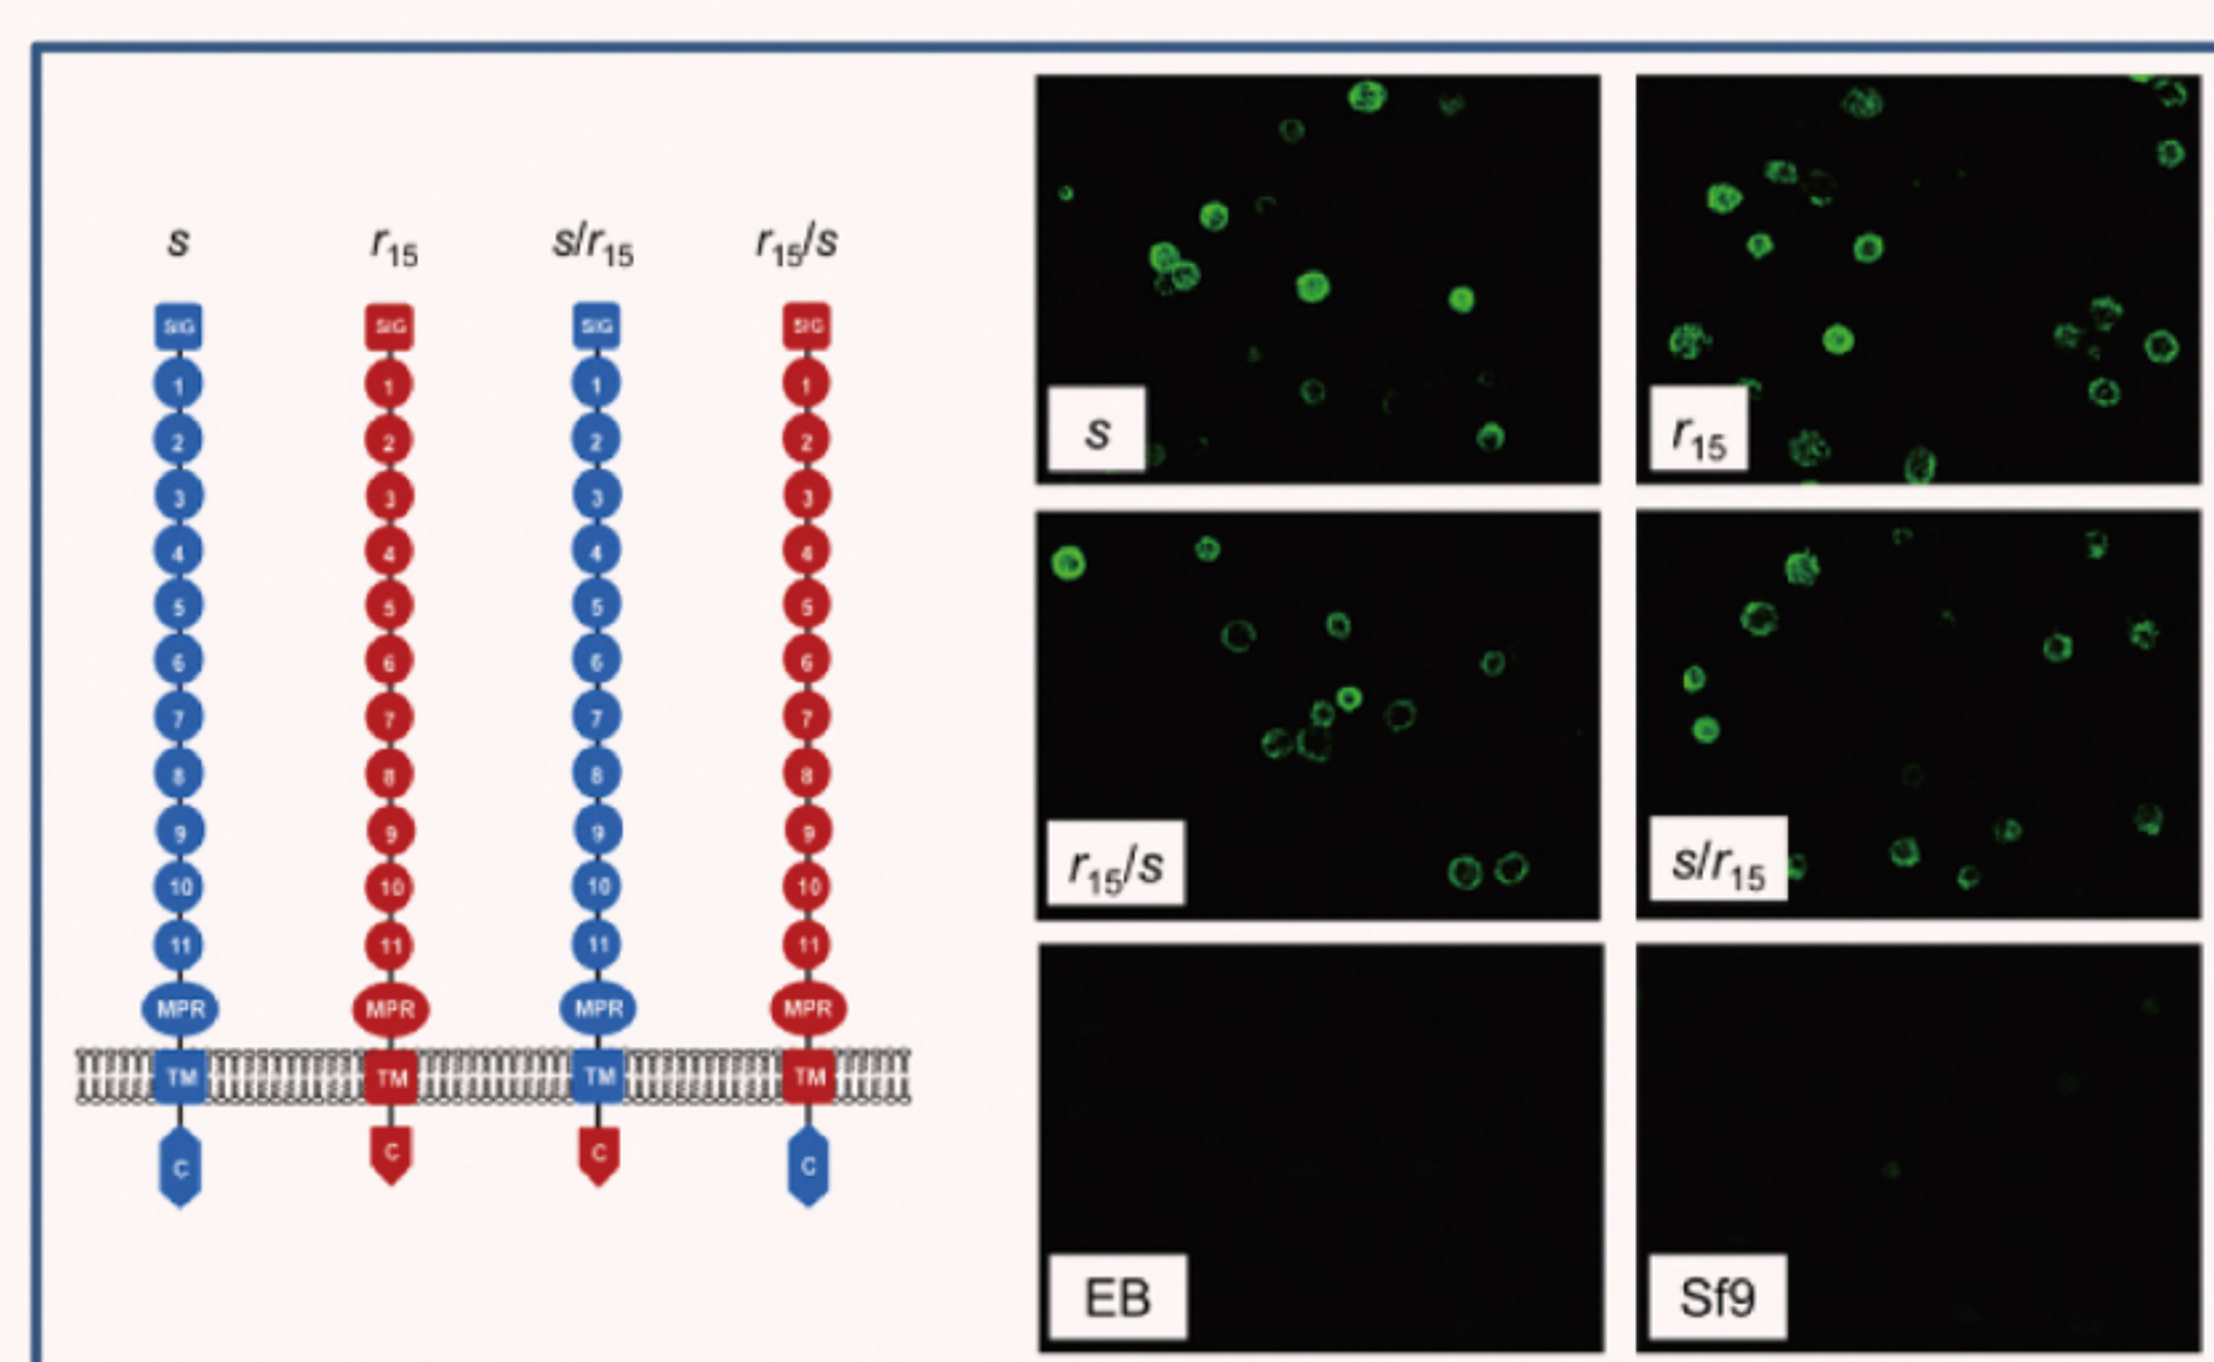 s r15 s/r15 r15/s
SIG SIG SIG SIG
1 1 1 1
2 2 2 2
3 3 3 3
4 4 4 4
5 5 5 5
6 6 6 6
7 7 7 7
8 8 8 8
9 9 9 9
10 10 10 10
11 11 11 11
MPR MPR MPR MPR
TM TM TM TM
C C C C
s r15
r15/s s/r15
EB Sf9